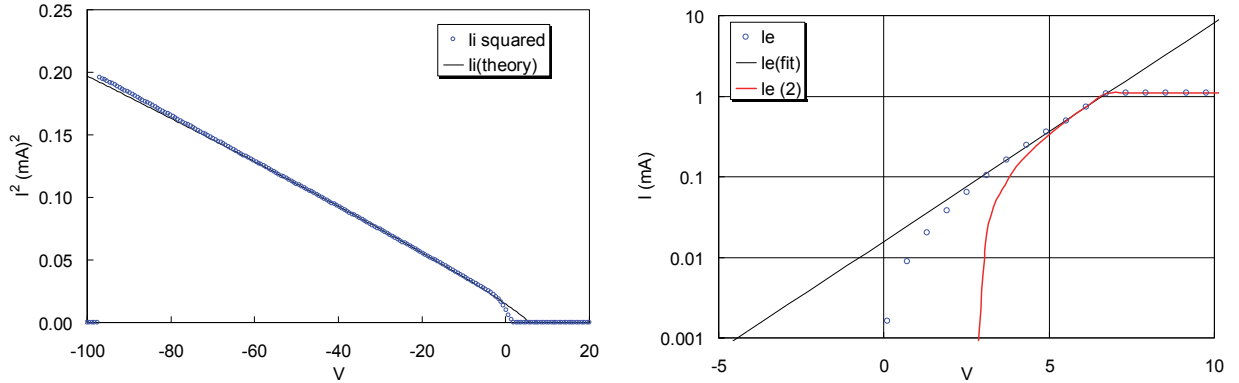 0.25
0.20
0.15
0.10
0.05
0.00
-100
-80
-60
-40
-20
0
20
V
I² (mA)²
Ii squared
Ii(theory)
10
1
0.1
0.01
0.001
-5
0
5
10
V
I (mA)
Ie
Ie(fit)
Ie (2)